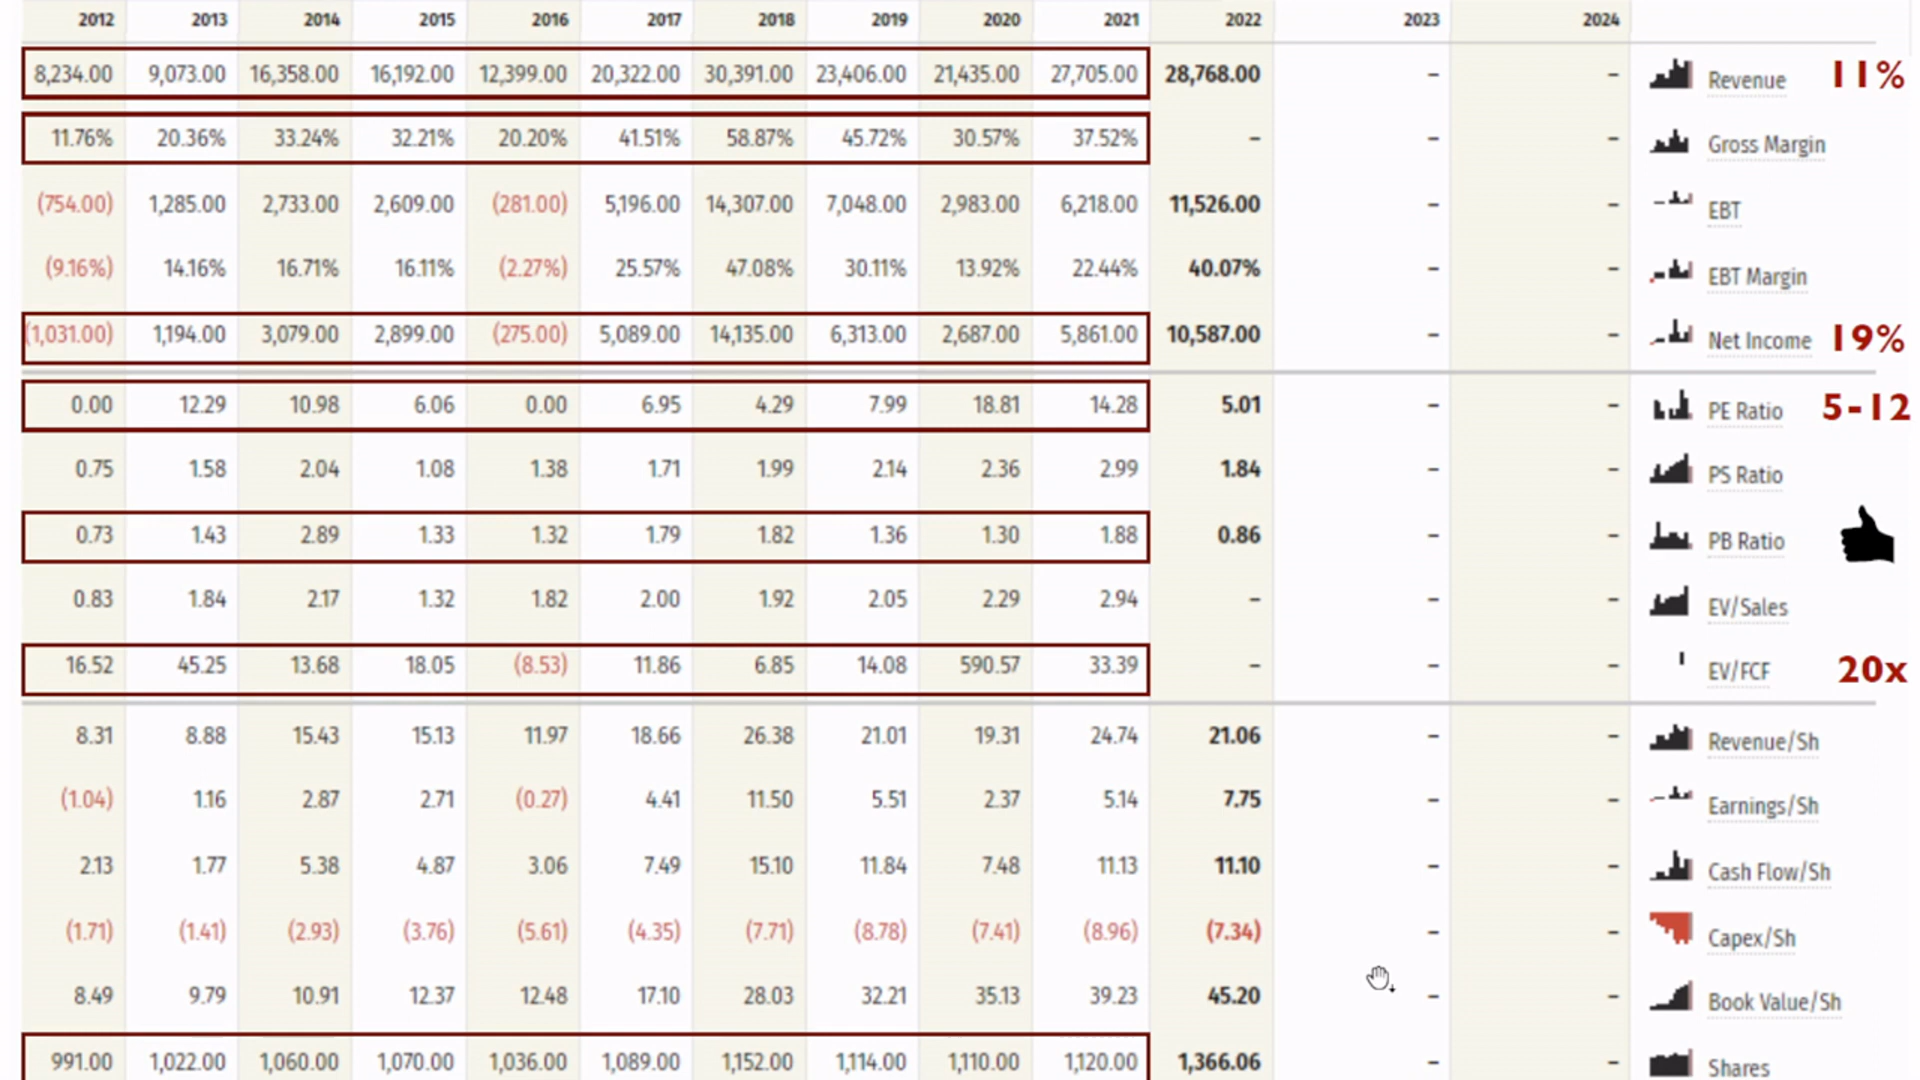 2012 2013 2014 2015 2016 2017 2018 2019 2020 2021 2022 2023 2024
8,234.00 9,073.00 16,358.00 16,192.00 12,399.00 20,322.00 30,391.00 23,406.00 21,435.00 27,705.00 28,768.00 – – Revenue 11%
11.76% 20.36% 33.24% 32.21% 20.20% 41.51% 58.87% 45.72% 30.57% 37.52% – – – Gross Margin
(754.00) 1,285.00 2,733.00 2,609.00 (281.00) 5,196.00 14,307.00 7,048.00 2,983.00 6,218.00 11,526.00 – – EBT
(9.16%) 14.16% 16.71% 16.11% (2.27%) 25.57% 47.08% 30.11% 13.92% 22.44% 40.07% – – EBT Margin
(1,031.00) 1,194.00 3,079.00 2,899.00 (275.00) 5,089.00 14,135.00 6,313.00 2,687.00 5,861.00 10,587.00 – – Net Income 19%
0.00 12.29 10.98 6.06 0.00 6.95 4.29 7.99 18.81 14.28 5.01 – – PE Ratio 5-12
0.75 1.58 2.04 1.08 1.38 1.71 1.99 2.14 2.36 2.99 1.84 – – PS Ratio
0.73 1.43 2.89 1.33 1.32 1.79 1.82 1.36 1.30 1.88 0.86 – – PB Ratio
0.83 1.84 2.17 1.32 1.82 2.00 1.92 2.05 2.29 2.94 – – – EV/Sales
16.52 45.25 13.68 18.05 (8.53) 11.86 6.85 14.08 590.57 33.39 – – – EV/FCF 20x
8.31 8.88 15.43 15.13 11.97 18.66 26.38 21.01 19.31 24.74 21.06 – – Revenue/Sh
(1.04) 1.16 2.87 2.71 (0.27) 4.41 11.50 5.51 2.37 5.14 7.75 – – Earnings/Sh
2.13 1.77 5.38 4.87 3.06 7.49 15.10 11.84 7.48 11.13 11.10 – – Cash Flow/Sh
(1.71) (1.41) (2.93) (3.76) (5.61) (4.35) (7.71) (8.78) (7.41) (8.96) (7.34) – – Capex/Sh
8.49 9.79 10.91 12.37 12.48 17.10 28.03 32.21 35.13 39.23 45.20 – – Book Value/Sh
991.00 1,022.00 1,060.00 1,070.00 1,036.00 1,089.00 1,152.00 1,114.00 1,110.00 1,120.00 1,366.06 – – Shares